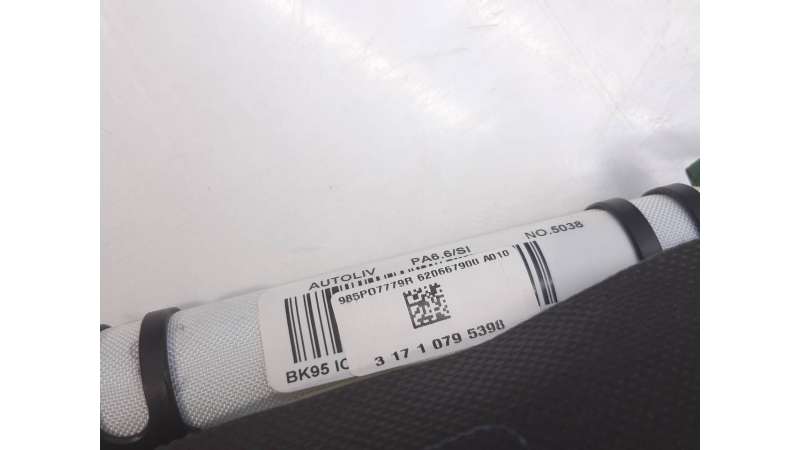 AUTOLIV PA6.6/SI NO.5038
985P07779R 620667900 A010
3 17 1 079 5398
BK95 IC